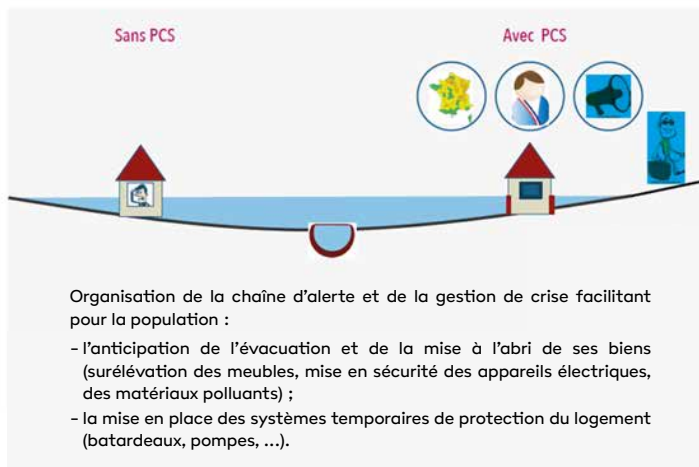 Sans PCS
Avec PCS
Organisation de la chaîne d'alerte et de la gestion de crise facilitant
pour la population :
- l'anticipation de l'évacuation et de la mise à l'abri de ses biens
(surélévation des meubles, mise en sécurité des appareils électriques,
des matériaux polluants) ;
- la mise en place des systèmes temporaires de protection du logement
(batardeaux, pompes, ...).